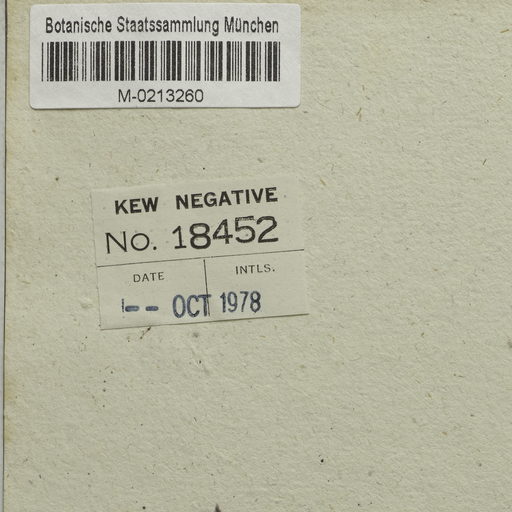 Botanische Staatssammlung München
M-0213260
KEW NEGATIVE
No. 18452
DATE INTLS.
-- OCT 1978